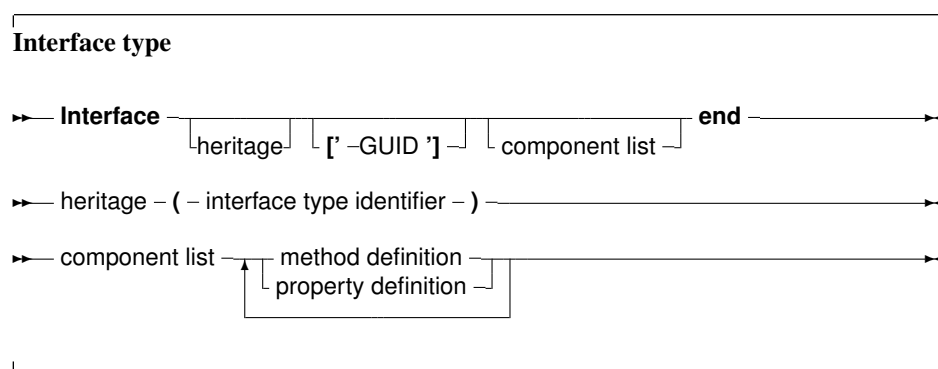 Interface type
Interface end
heritage [' –GUID '] component list
heritage – ( – interface type identifier – )
component list method definition
property definition